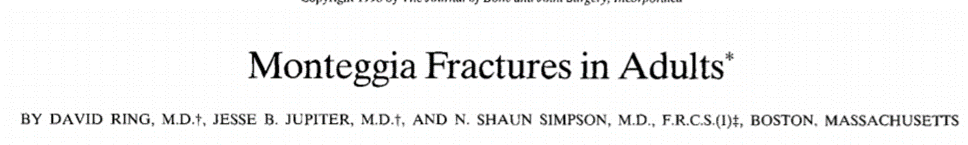 Copyright 1998 by The Journal of Bone and Joint Surgery, Incorporated
Monteggia Fractures in Adults*
BY DAVID RING, M.D.†, JESSE B. JUPITER, M.D.†, AND N. SHAUN SIMPSON, M.D., F.R.C.S.(I)‡, BOSTON, MASSACHUSETTS